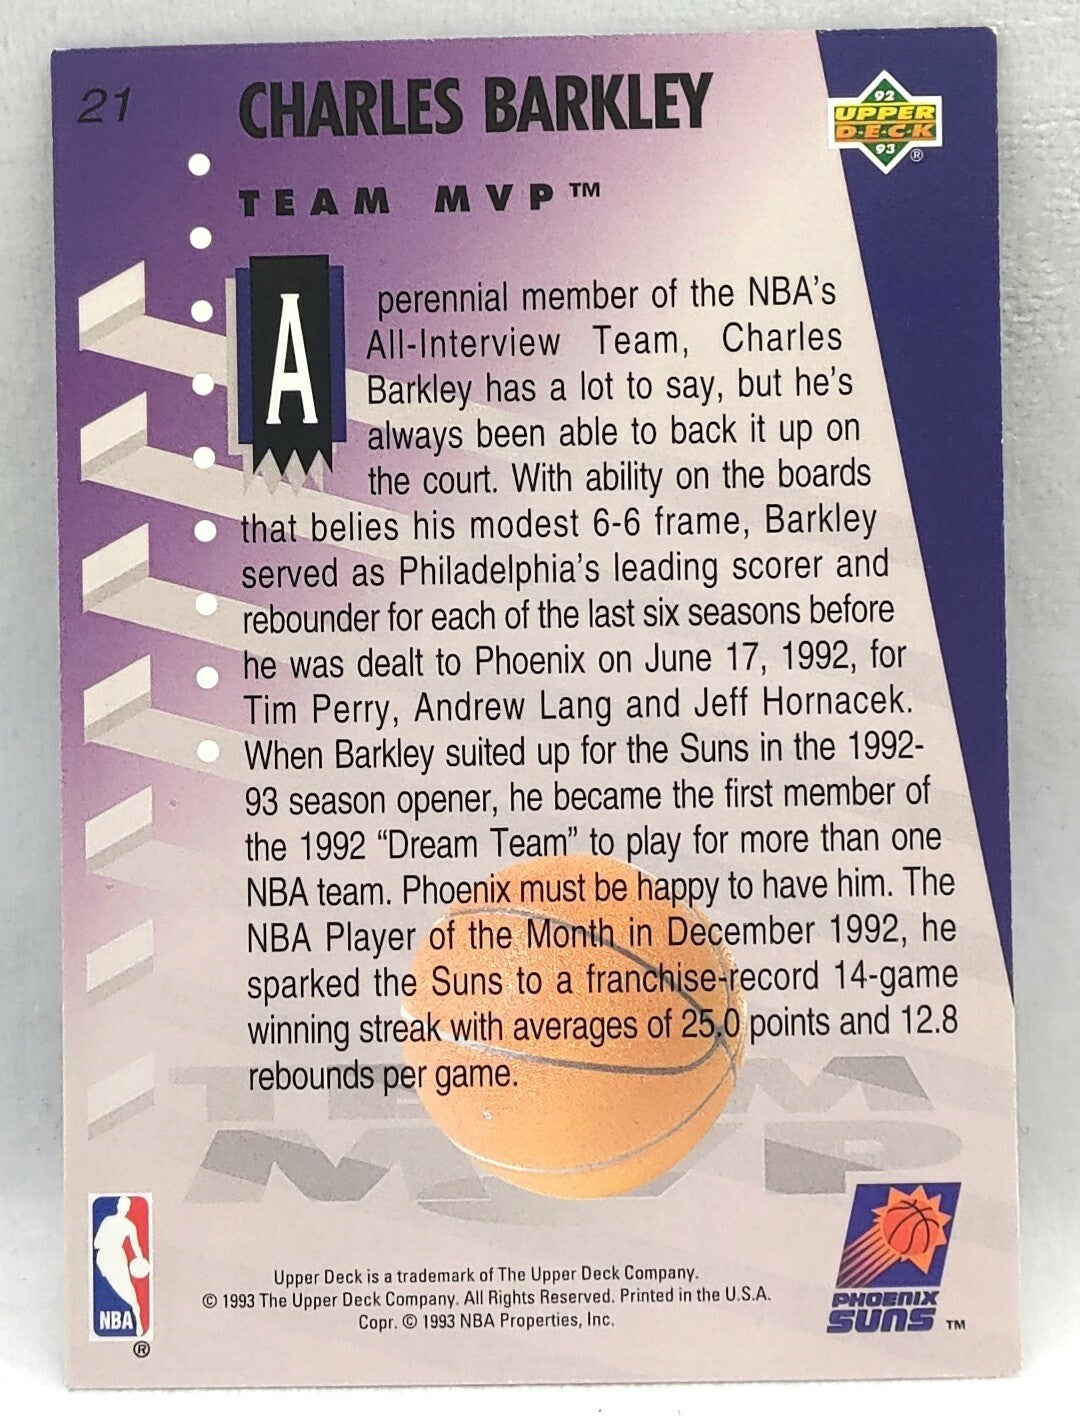 21
CHARLES BARKLEY
92
UPPER
D·E·C·K
93 ®
TEAM MVP™
A perennial member of the NBA's
All-Interview Team, Charles
Barkley has a lot to say, but he's
always been able to back it up on
the court. With ability on the boards
that belies his modest 6-6 frame, Barkley
served as Philadelphia's leading scorer and
rebounder for each of the last six seasons before
he was dealt to Phoenix on June 17, 1992, for
Tim Perry, Andrew Lang and Jeff Hornacek.
When Barkley suited up for the Suns in the 1992-
93 season opener, he became the first member of
the 1992 “Dream Team” to play for more than one
NBA team. Phoenix must be happy to have him. The
NBA Player of the Month in December 1992, he
sparked the Suns to a franchise-record 14-game
winning streak with averages of 25.0 points and 12.8
rebounds per game.
TEAM
MVP
Upper Deck is a trademark of The Upper Deck Company.
© 1993 The Upper Deck Company. All Rights Reserved. Printed in the U.S.A.
Copr. © 1993 NBA Properties, Inc.
NBA ®
PHOENIX
SUNS ™